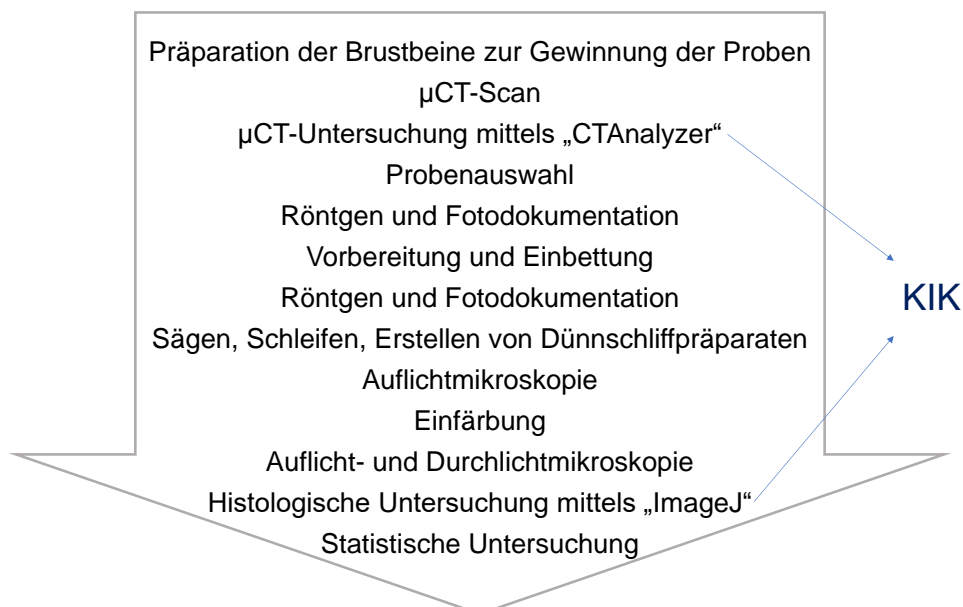 Präparation der Brustbeine zur Gewinnung der Proben
µCT-Scan
µCT-Untersuchung mittels „CTAnalyzer“
Probenauswahl
Röntgen und Fotodokumentation
Vorbereitung und Einbettung
Röntgen und Fotodokumentation
KIK
Sägen, Schleifen, Erstellen von Dünnschliffpräparaten
Auflichtmikroskopie
Einfärbung
Auflicht- und Durchlichtmikroskopie
Histologische Untersuchung mittels „ImageJ“
Statistische Untersuchung